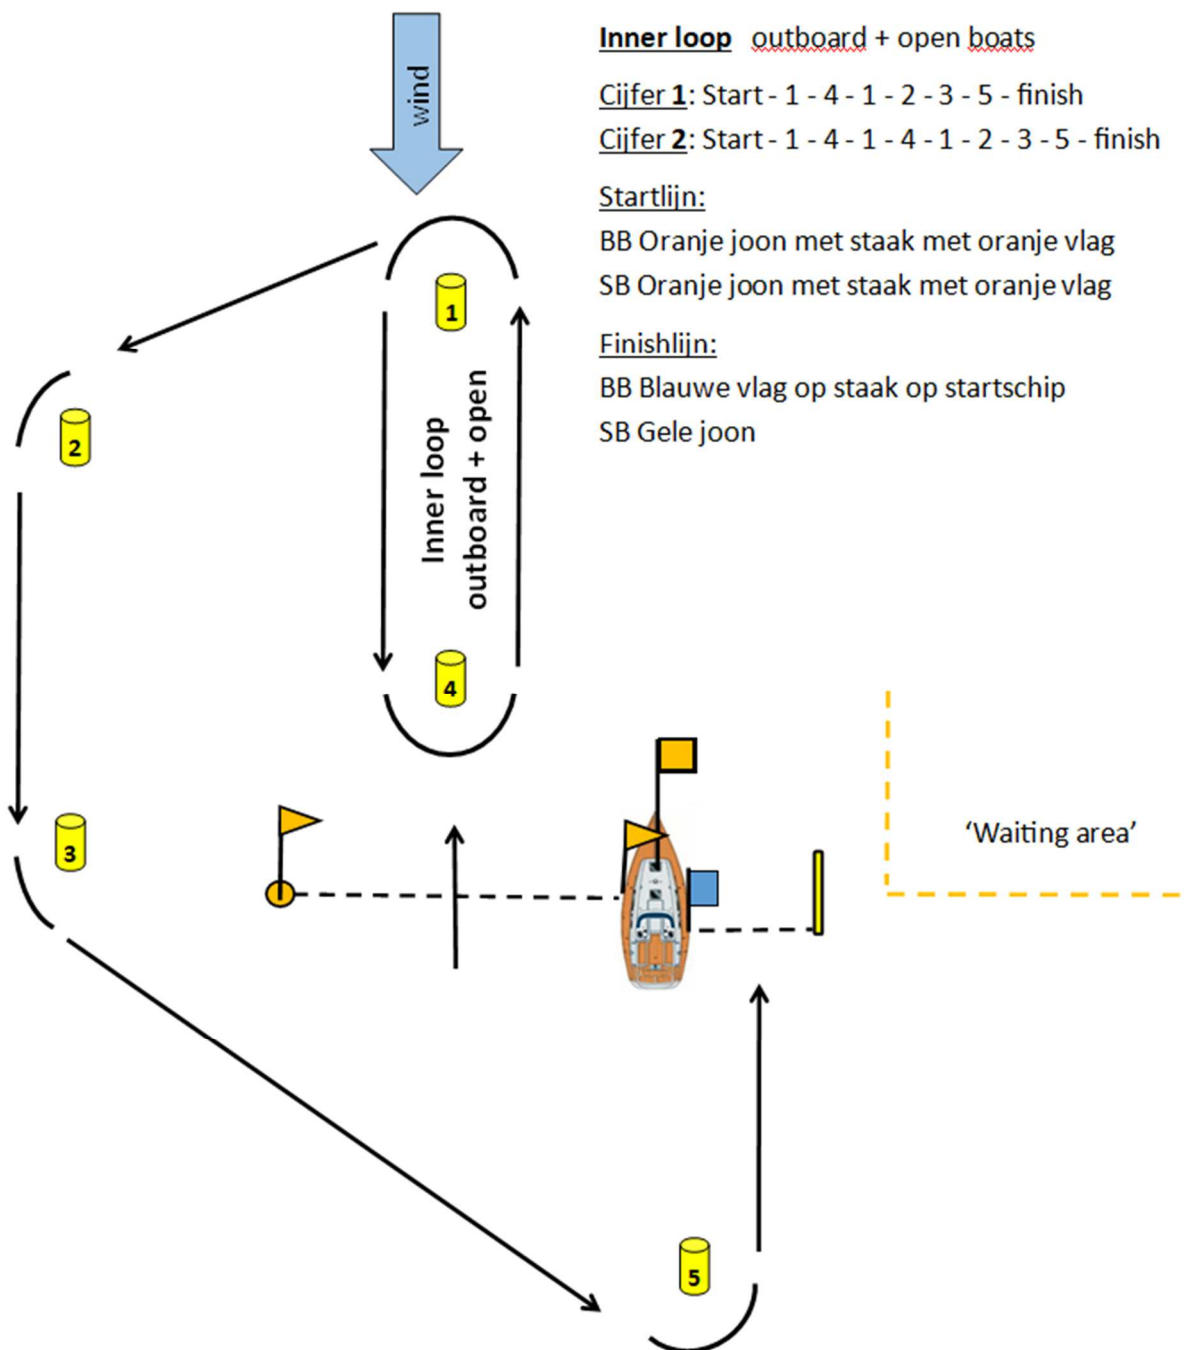 wind
Inner loop outboard + open boats
Cijfer 1: Start - 1 - 4 - 1 - 2 - 3 - 5 - finish
Cijfer 2: Start - 1 - 4 - 1 - 4 - 1 - 2 - 3 - 5 - finish
Startlijn:
BB Oranje joon met staak met oranje vlag
SB Oranje joon met staak met oranje vlag
Finishlijn:
BB Blauwe vlag op staak op startschip
SB Gele joon
1
2
Inner loop
outboard + open
4
3
'Waiting area'
5